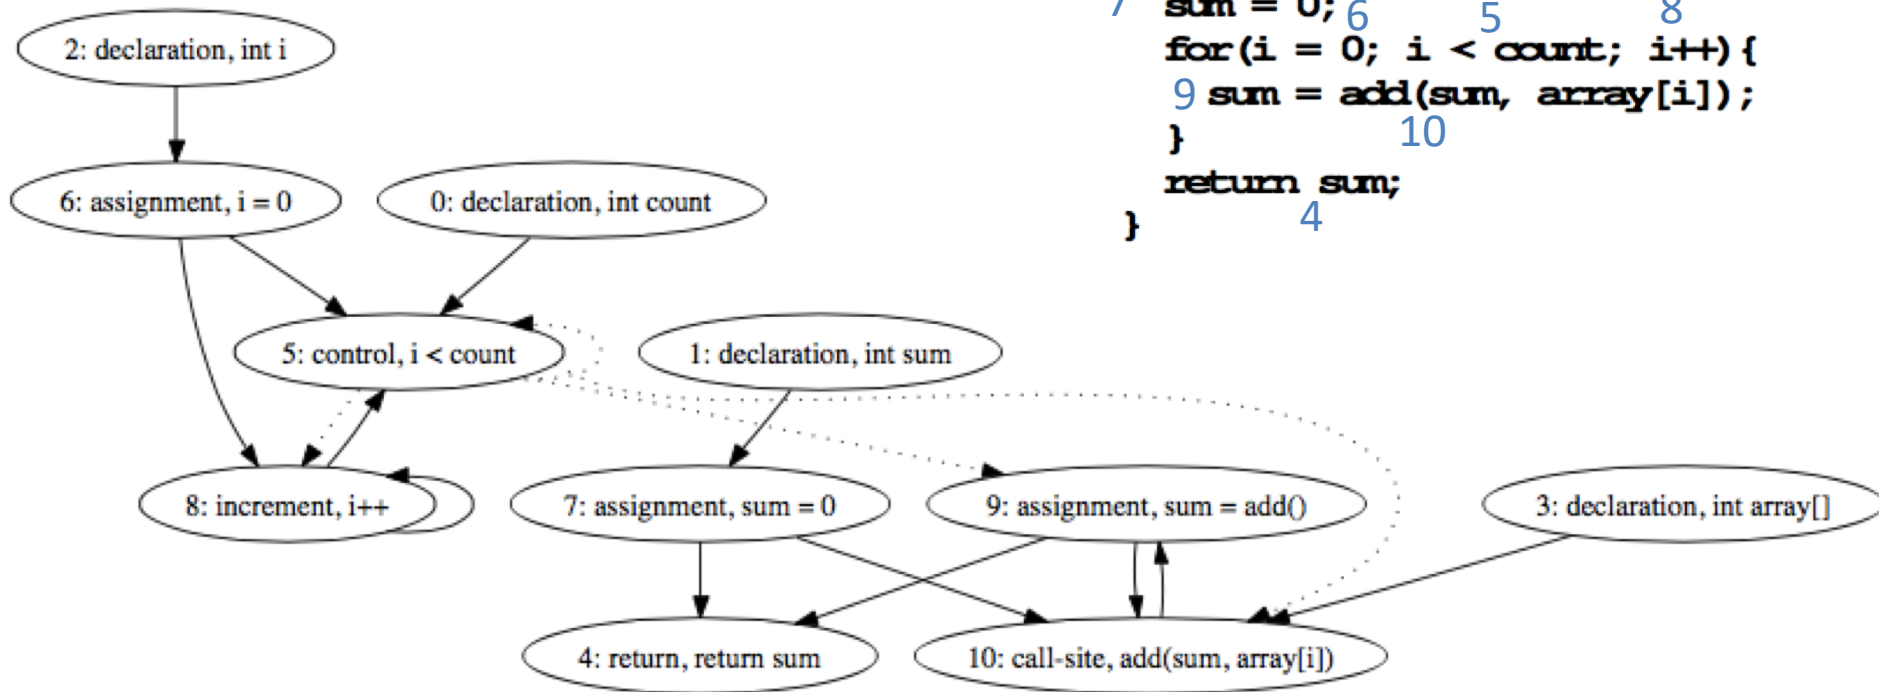 7 sum = 0; 6 5 8
for(i = 0; i < count; i++){
9 sum = add(sum, array[i]);
} 10
return sum;
} 4
2: declaration, int i
6: assignment, i = 0
0: declaration, int count
5: control, i < count
1: declaration, int sum
8: increment, i++
7: assignment, sum = 0
9: assignment, sum = add()
3: declaration, int array[]
4: return, return sum
10: call-site, add(sum, array[i])